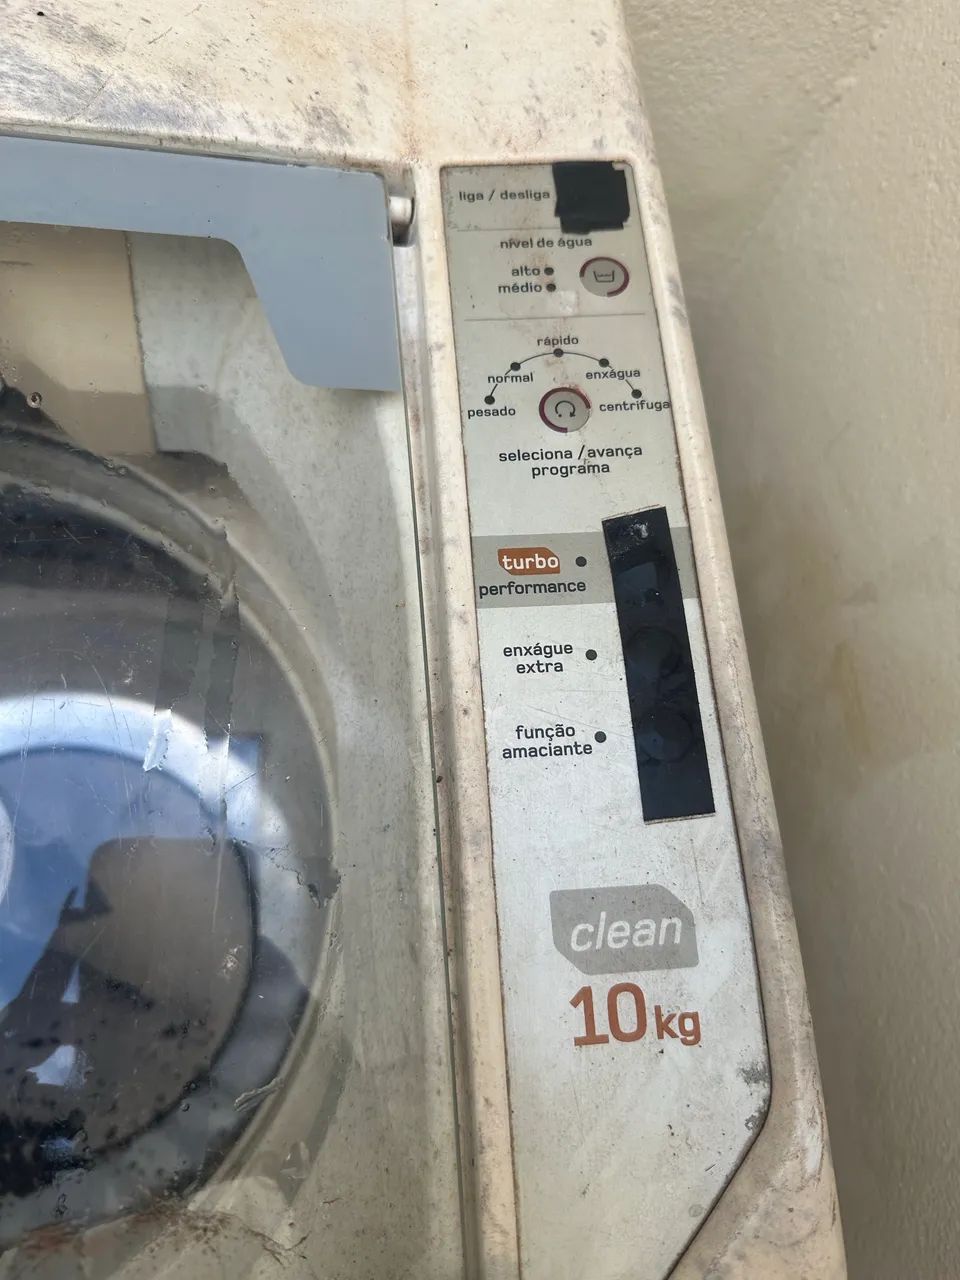 liga / desliga
nível de água
alto
médio
rápido
normal
enxágua
pesado
centrifuga
seleciona / avança
programa
turbo
performance
enxágue
extra
função
amaciante
clean
10kg